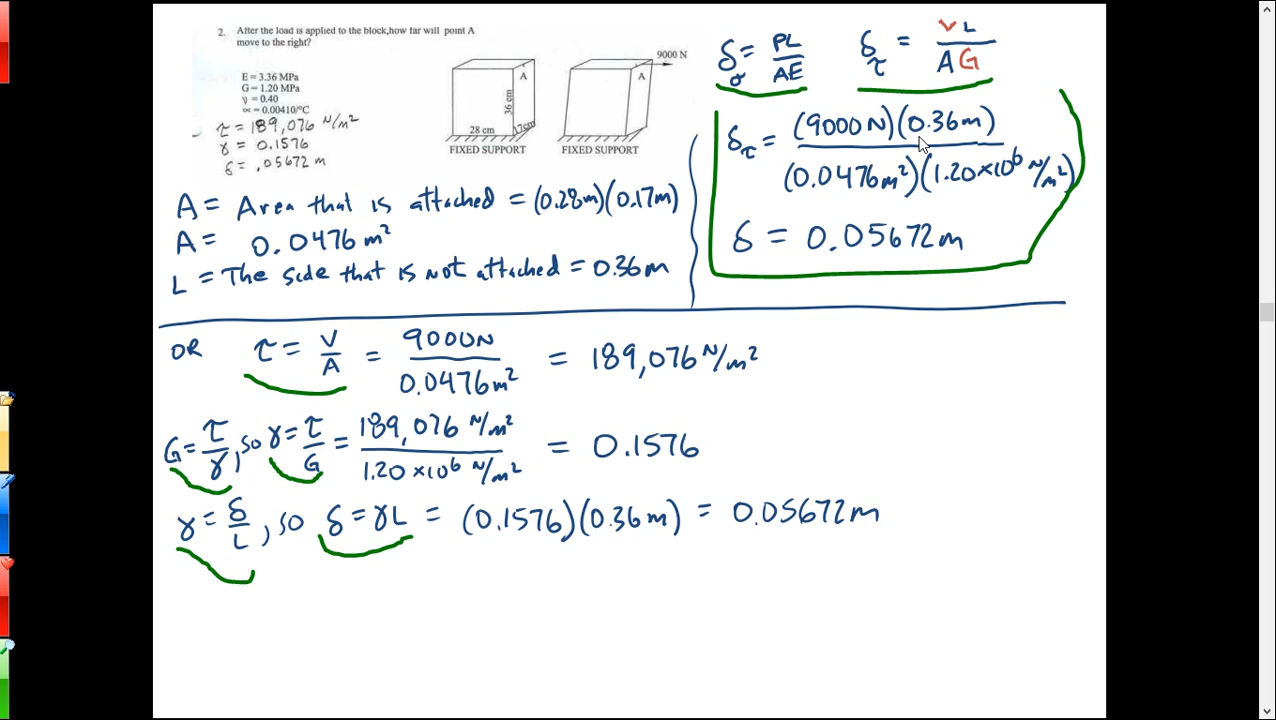 2. After the load is applied to the block,how far will point A
move to the right?
E = 3.36 MPa
G = 1.20 MPa
γ = 0.40
∝ = 0.00410/°C
τ = 189,076 N/m²
γ = 0.1576
δ = .05672 m
A
36 cm
28 cm
17cm
FIXED SUPPORT
9000 N
A
FIXED SUPPORT
δσ = PL/AE
δτ = VL/AG
δτ = (9000 N)(0.36m)/(0.0476m²)(1.20×10⁶ N/m²)
δ = 0.05672m
A = Area that is attached = (0.28m)(0.17m)
A = 0.0476 m²
L = The side that is not attached = 0.36m
OR τ = V/A = 9000N/0.0476m² = 189,076 N/m²
G = τ/γ, so γ = τ/G = 189,076 N/m²/1.20 ×10⁶ N/m² = 0.1576
γ = δ/L, so δ = γL = (0.1576)(0.36m) = 0.05672m